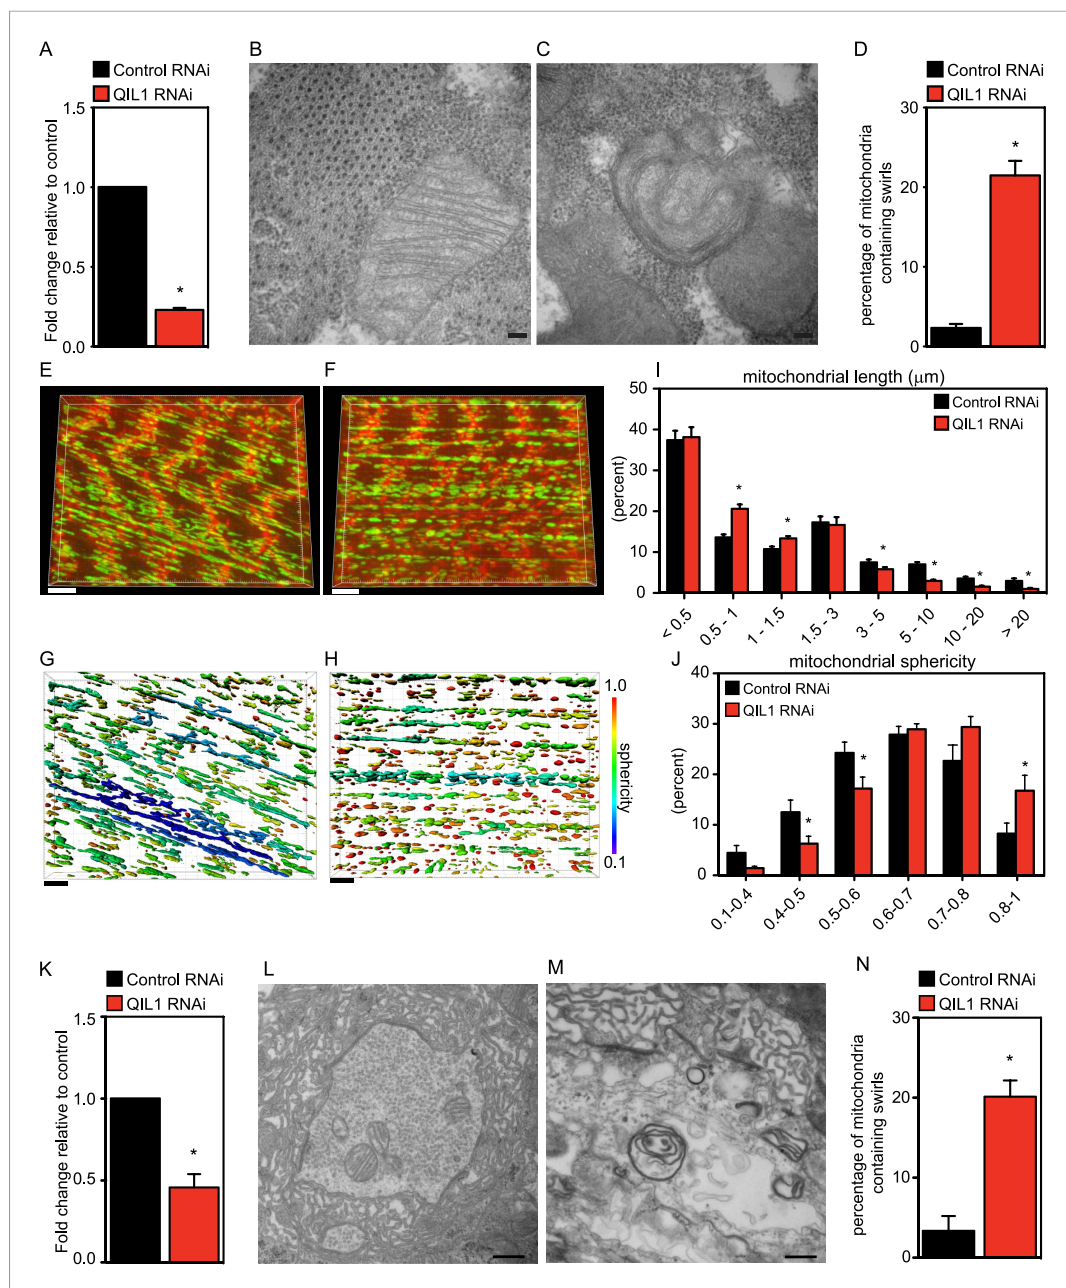 A
Control RNAi
QIL1 RNAi
Fold change relative to control
1.5
1.0
0.5
0.0
*
B
C
D
Control RNAi
QIL1 RNAi
percentage of mitochondria
containing swirls
30
20
10
0
*
E
F
I
mitochondrial length (μm)
Control RNAi
QIL1 RNAi
(percent)
50
40
30
20
10
0
* * * * * *
< 0.5
0.5 - 1
1 - 1.5
1.5 - 3
3 - 5
5 - 10
10 - 20
> 20
G
H
1.0
sphericity
0.1
J
mitochondrial sphericity
Control RNAi
QIL1 RNAi
(percent)
40
30
20
10
0
* * *
0.1-0.4
0.4-0.5
0.5-0.6
0.6-0.7
0.7-0.8
0.8-1
K
Control RNAi
QIL1 RNAi
Fold change relative to control
1.5
1.0
0.5
0.0
*
L
M
N
Control RNAi
QIL1 RNAi
percentage of mitochondria
containing swirls
30
20
10
0
*